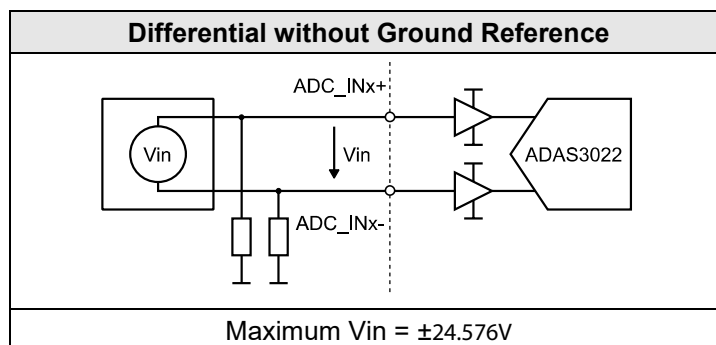 Differential without Ground Reference
ADC_INx+
Vin
Vin
ADAS3022
ADC_INx-
Maximum Vin = ±24.576V